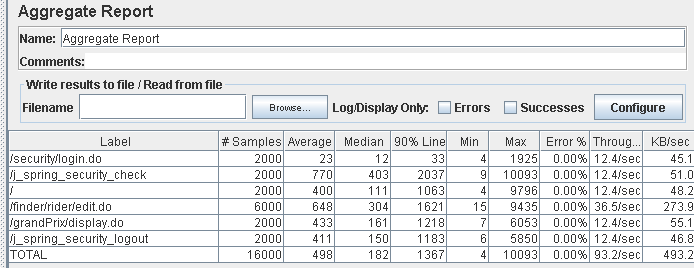 Aggregate Report
Name: Aggregate Report
Comments:
Write results to file / Read from file
Filename Browse... Log/Display Only: Errors Successes Configure
Label # Samples Average Median 90% Line Min Max Error % Throug... KB/sec
/security/login.do 2000 23 12 33 4 1925 0.00% 12.4/sec 45.1
/j_spring_security_check 2000 770 403 2037 9 10093 0.00% 12.4/sec 51.0
/ 2000 400 111 1063 4 9796 0.00% 12.4/sec 48.2
/finder/rider/edit.do 6000 648 304 1621 15 9435 0.00% 36.5/sec 273.9
/grandPrix/display.do 2000 433 161 1218 7 6053 0.00% 12.4/sec 55.1
/j_spring_security_logout 2000 411 150 1183 6 5850 0.00% 12.4/sec 46.8
TOTAL 16000 498 182 1367 4 10093 0.00% 93.2/sec 493.2